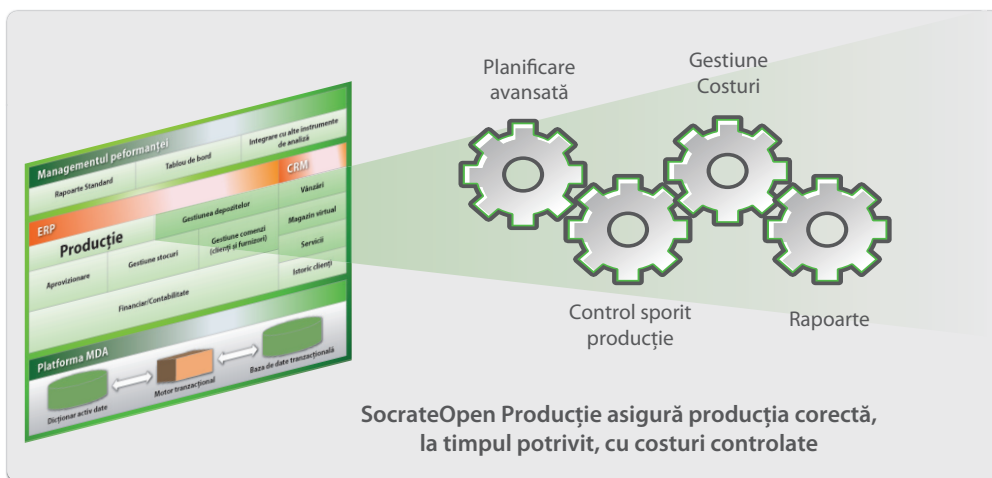 Planificare
avansată
Gestiune
Costuri
Managementul peformanței
Rapoarte Standard
Tablou de bord
Integrare cu alte instrumente
de analiză
ERP
CRM
Producție
Gestiunea depozitelor
Vânzări
Aprovizionare
Gestiune stocuri
Gestiune comenzi
(clienți și furnizori)
Magazin virtual
Servicii
Istoric clienți
Financiar/Contabilitate
Platforma MDA
Dicționar activ date
Motor tranzacțional
Baza de date tranzacțională
Control sporit
producție
Rapoarte
SocrateOpen Producție asigură producția corectă,
la timpul potrivit, cu costuri controlate